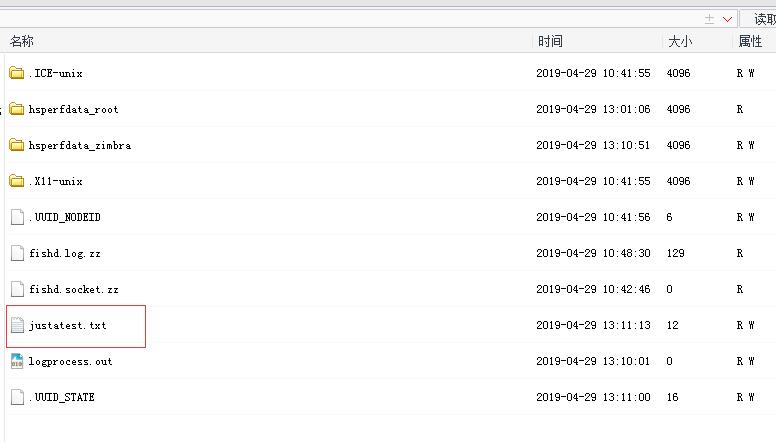 读取
名称 时间 大小 属性
.ICE-unix 2019-04-29 10:41:55 4096 R W
hsperfdata_root 2019-04-29 13:01:06 4096 R
hsperfdata_zimbra 2019-04-29 13:10:51 4096 R W
.X11-unix 2019-04-29 10:41:55 4096 R W
.UUID_NODEID 2019-04-29 10:41:56 6 R W
fishd.log.zz 2019-04-29 10:48:30 129 R
fishd.socket.zz 2019-04-29 10:42:46 0 R
justatest.txt 2019-04-29 13:11:13 12 R W
logprocess.out 2019-04-29 13:10:01 0 R W
.UUID_STATE 2019-04-29 13:11:00 16 R W